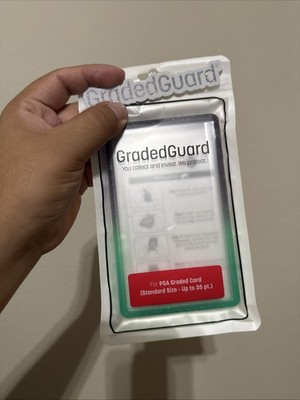 GradedGuard
GradedGuard
You collect and invest. We protect.
For PSA Graded Card
(Standard Size - Up to 35 pt.)